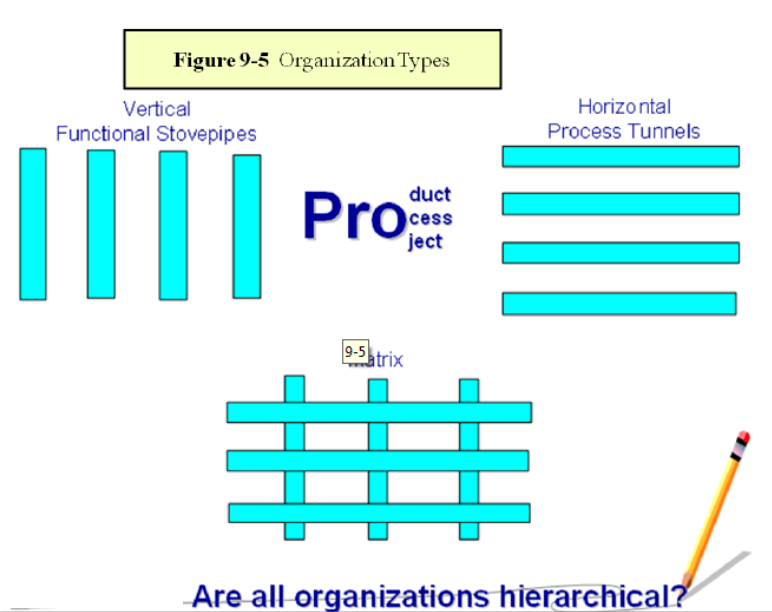 Figure 9-5 Organization Types
Vertical
Functional Stovepipes
Horizontal
Process Tunnels
Pro
duct
cess
ject
9-5
atrix
Are all organizations hierarchical?